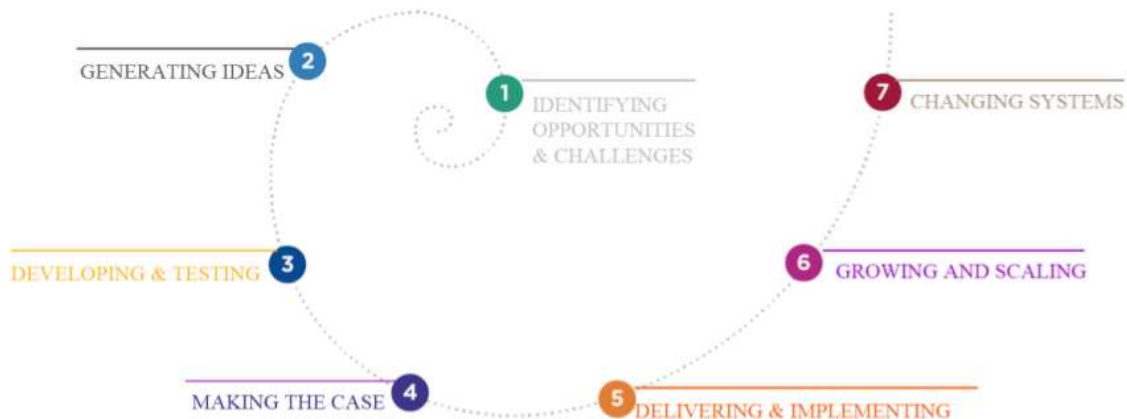 1
IDENTIFYING
OPPORTUNITIES
& CHALLENGES
2
GENERATING IDEAS
3
DEVELOPING & TESTING
4
MAKING THE CASE
5
DELIVERING & IMPLEMENTING
6
GROWING AND SCALING
7
CHANGING SYSTEMS